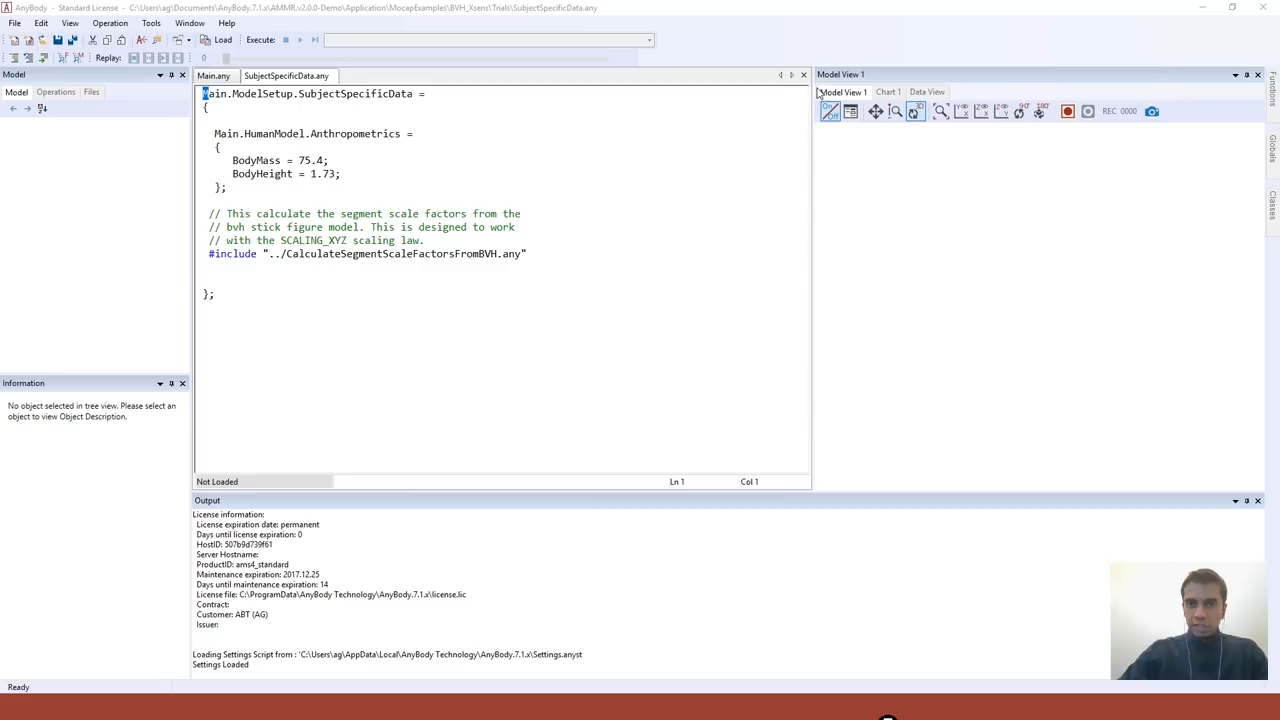 AnyBody - Standard License - C:\Users\ag\Documents\AnyBody.7.1.x\AMMR.v2.0.0-Demo\Application\MocapExamples\BVH_Xsens\Trials\SubjectSpecificData.any
File Edit View Operation Tools Window Help
Load Execute:
Replay: 0
Model
Model Operations Files
Main.any SubjectSpecificData.any
Model View 1
Model View 1 Chart 1 Data View
REC 0000
Functions
Globals
Classes
Main.ModelSetup.SubjectSpecificData =
{
Main.HumanModel.Anthropometrics =
{
BodyMass = 75.4;
BodyHeight = 1.73;
};
// This calculate the segment scale factors from the
// bvh stick figure model. This is designed to work
// with the SCALING_XYZ scaling law.
#include "../CalculateSegmentScaleFactorsFromBVH.any"
};
Information
No object selected in tree view. Please select an
object to view Object Description.
Not Loaded Ln 1 Col 1
Output
License information:
License expiration date: permanent
Days until license expiration: 0
HostID: 507b9d739f61
Server Hostname:
ProductID: ams4_standard
Maintenance expiration: 2017.12.25
Days until maintenance expiration: 14
License file: C:\ProgramData\AnyBody Technology\AnyBody.7.1.x\license.lic
Contract:
Customer: ABT (AG)
Issuer:
Loading Settings Script from : 'C:\Users\ag\AppData\Local\AnyBody Technology\AnyBody.7.1.x\Settings.anyst
Settings Loaded
Ready